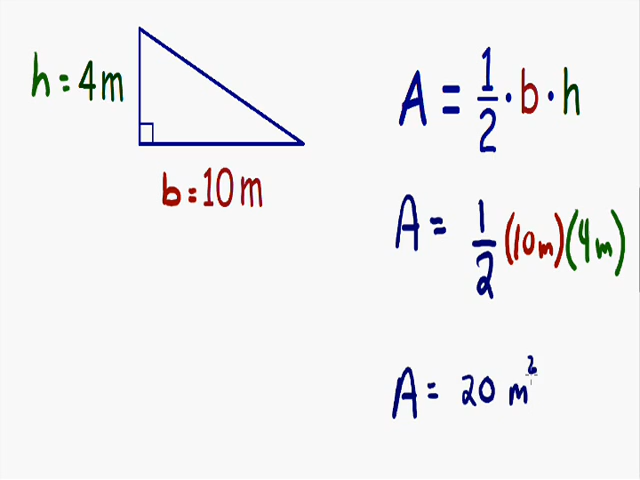 h = 4m
b = 10m
A = 1/2 · b · h
A = 1/2 (10m)(4m)
A = 20 m²